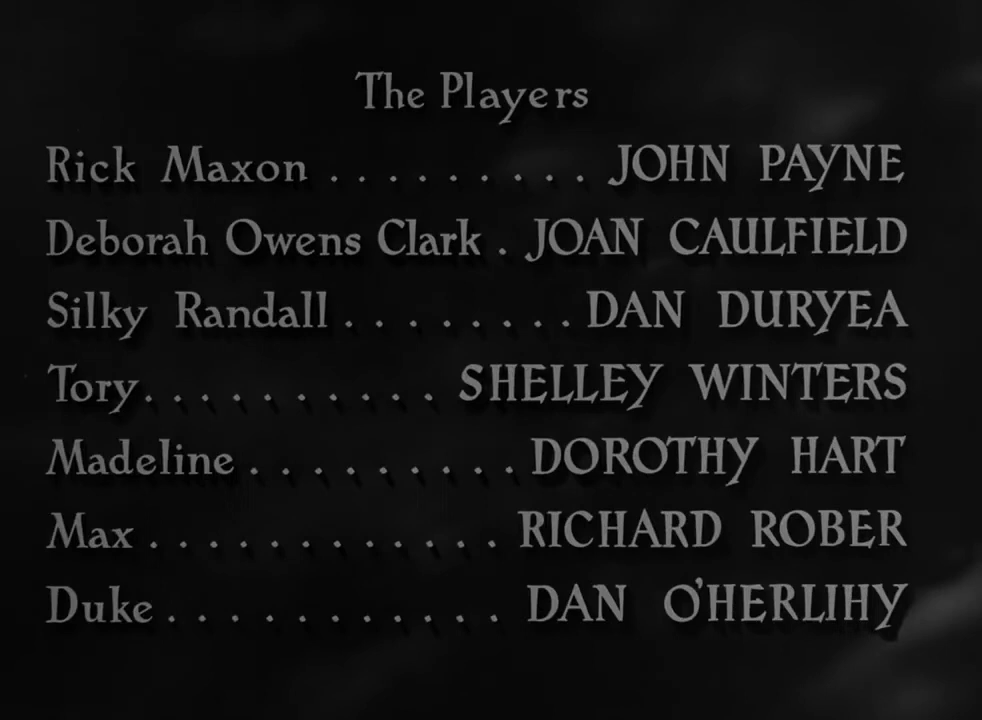 The Players
Rick Maxon . . . . . . . . . JOHN PAYNE
Deborah Owens Clark . JOAN CAULFIELD
Silky Randall . . . . . . . . DAN DURYEA
Tory . . . . . . . . . . SHELLEY WINTERS
Madeline . . . . . . . . . DOROTHY HART
Max . . . . . . . . . . . . RICHARD ROBER
Duke . . . . . . . . . . . DAN O'HERLIHY